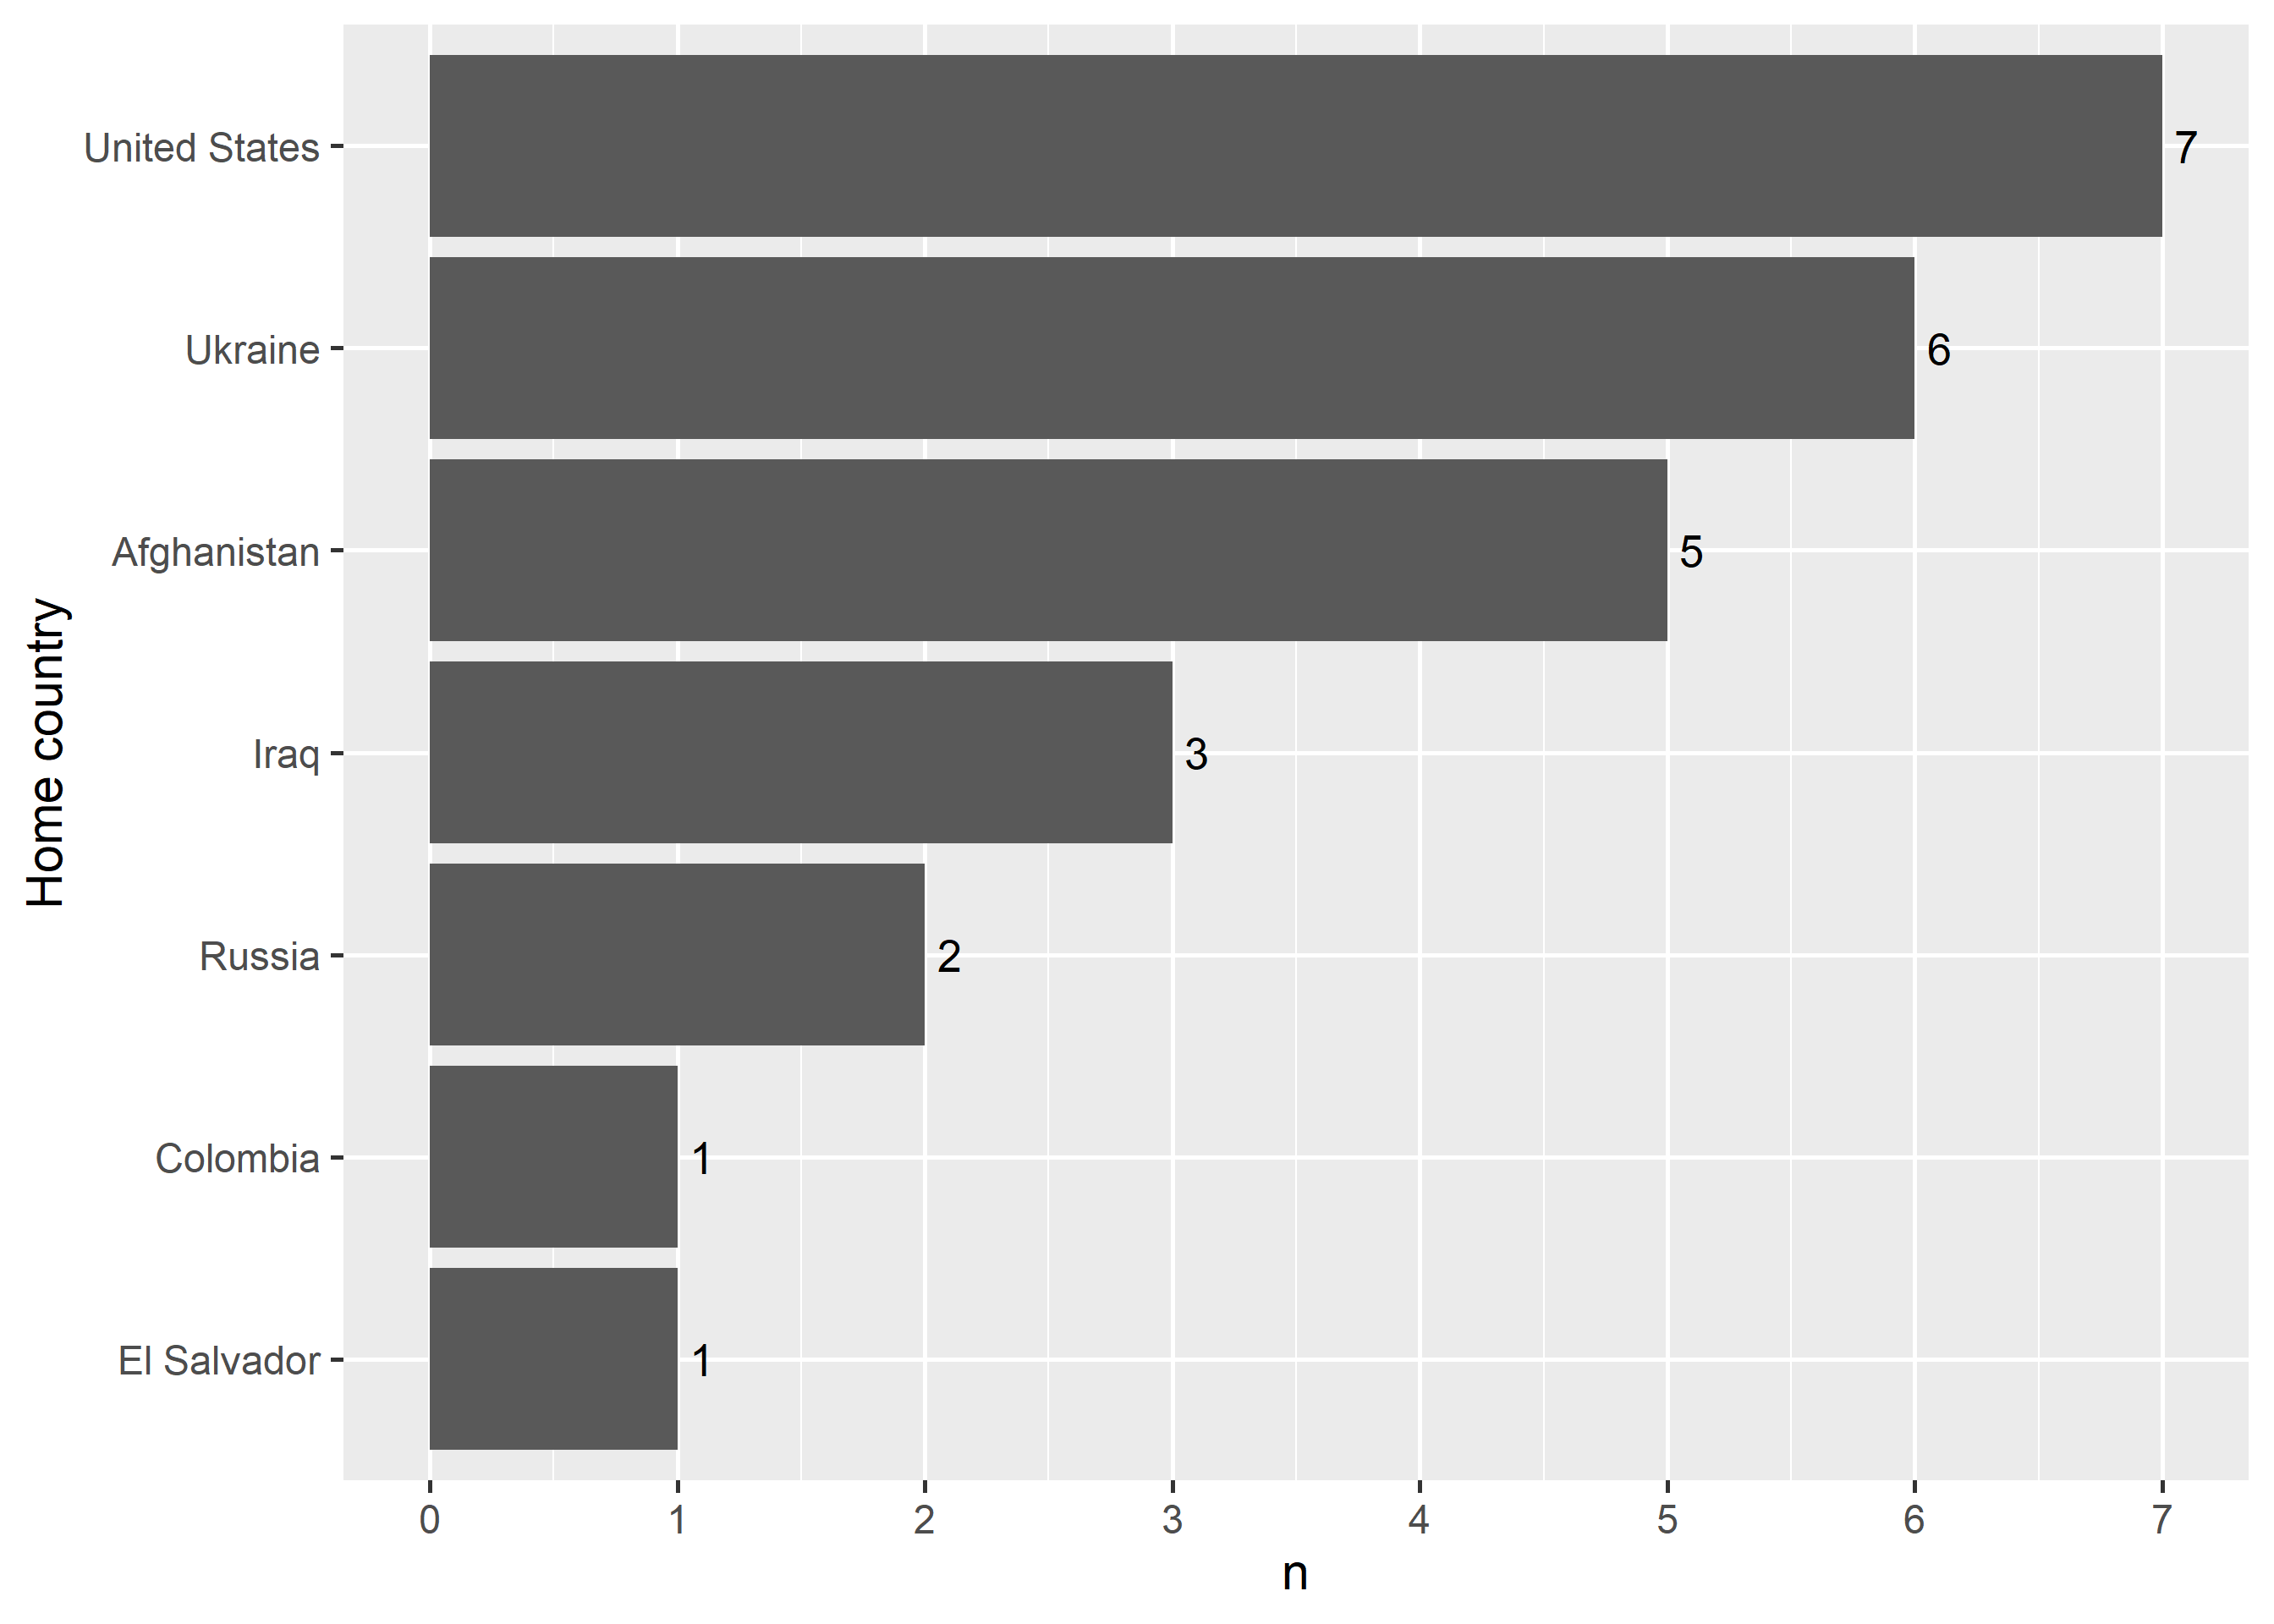 United States
7
Ukraine
6
Afghanistan
5
Iraq
3
Russia
2
Colombia
1
El Salvador
1
Home country
0 1 2 3 4 5 6 7
n